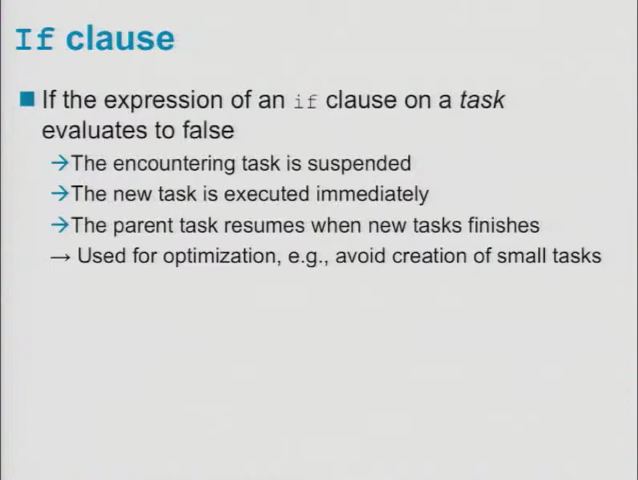 If clause
If the expression of an if clause on a task
evaluates to false
→The encountering task is suspended
→The new task is executed immediately
→The parent task resumes when new tasks finishes
→ Used for optimization, e.g., avoid creation of small tasks